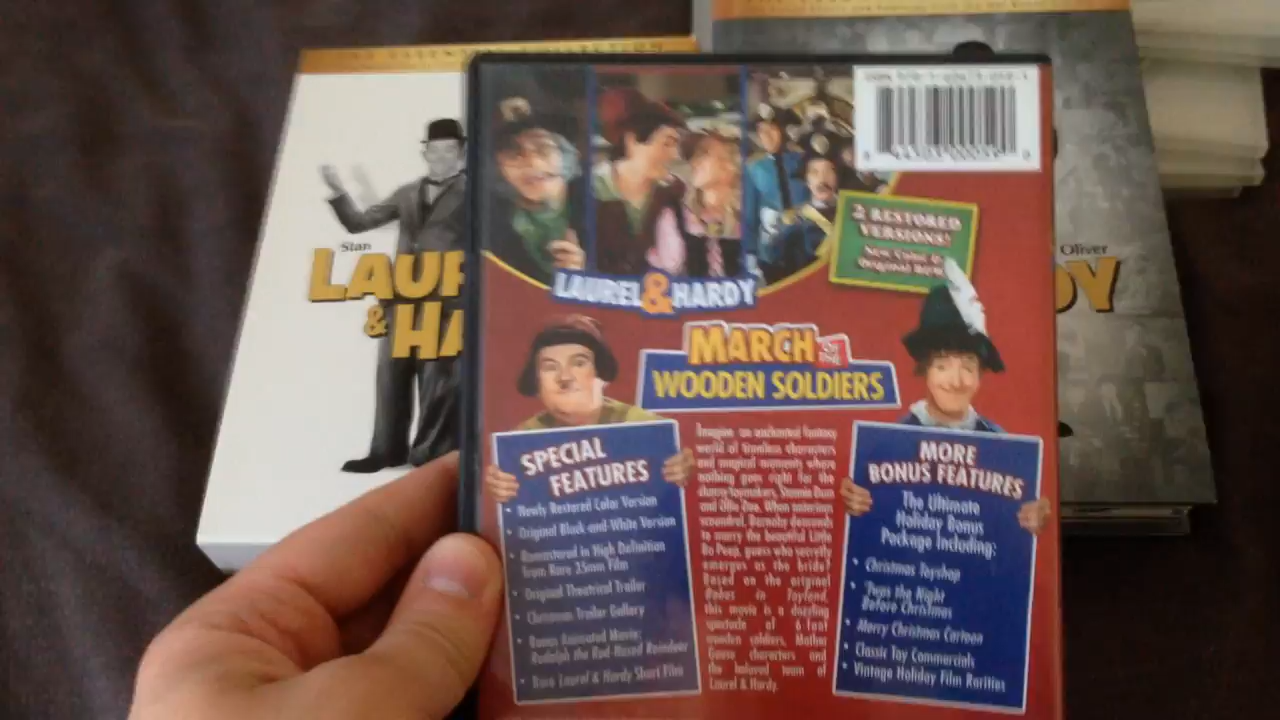 Stan
LAUR
& HA
Oliver
DY
2 RESTORED
VERSIONS!
New Color &
Original B&W
LAUREL & HARDY
MARCH OF THE
WOODEN SOLDIERS
SPECIAL
FEATURES
• Newly Restored Color Version
• Original Black-and-White Version
• Remastered in High Definition
from Rare 35mm Film
• Original Theatrical Trailer
• Christmas Trailer Gallery
• Bonus Animated Movie:
Rudolph the Red-Nosed Reindeer
• Rare Laurel & Hardy Short Film
Imagine an enchanted fantasy
world of timeless characters
and magical moments where
nothing goes right for the
clumsy toymakers, Stannie Dum
and Ollie Dee. When notorious
scoundrel, Barnaby demands
to marry the beautiful Little
Bo Peep, guess who secretly
emerges as the bride?
Based on the original
Babes in Toyland,
this movie is a dazzling
spectacle of 6-foot
wooden soldiers, Mother
Goose characters and
the beloved team of
Laurel & Hardy.
MORE
BONUS FEATURES
The Ultimate
Holiday Bonus
Package Including:
• Christmas Toyshop
• 'Twas the Night
Before Christmas
• Merry Christmas Cartoon
• Classic Toy Commercials
• Vintage Holiday Film Rarities